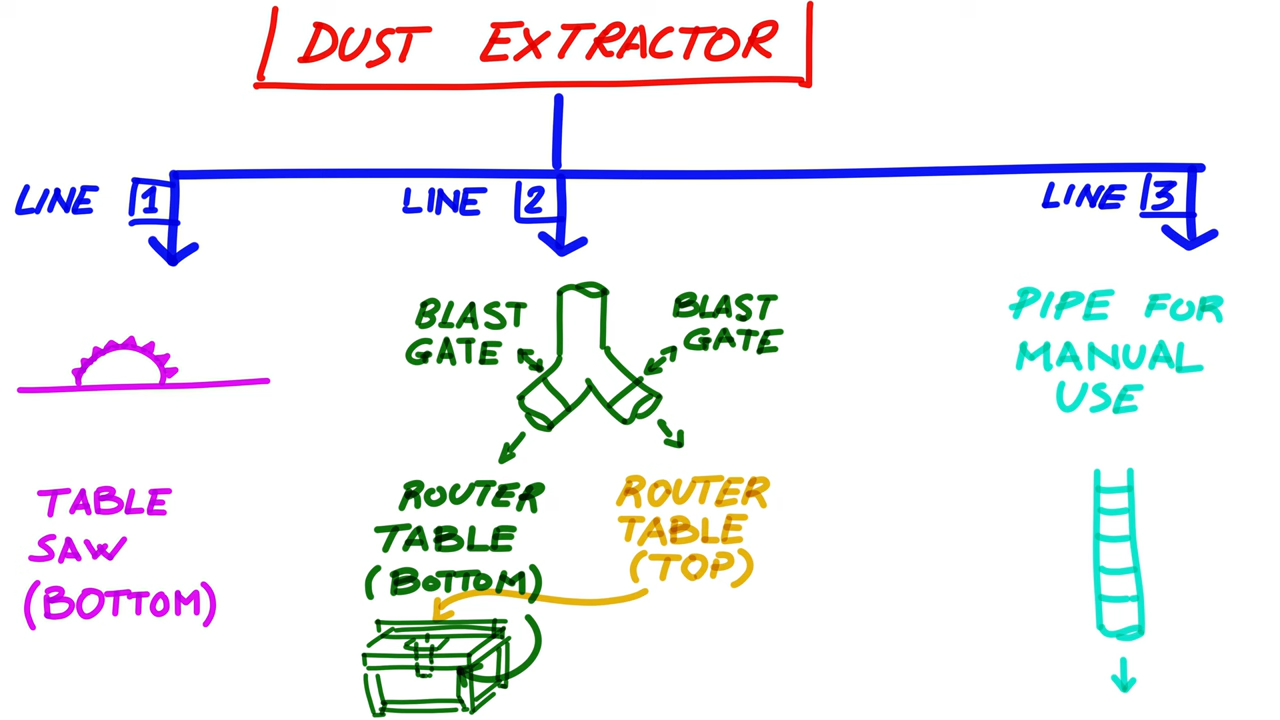 DUST EXTRACTOR
LINE 1
LINE 2
LINE 3
BLAST
GATE
BLAST
GATE
PIPE FOR
MANUAL
USE
TABLE
SAW
(BOTTOM)
ROUTER
TABLE
(BOTTOM)
ROUTER
TABLE
(TOP)